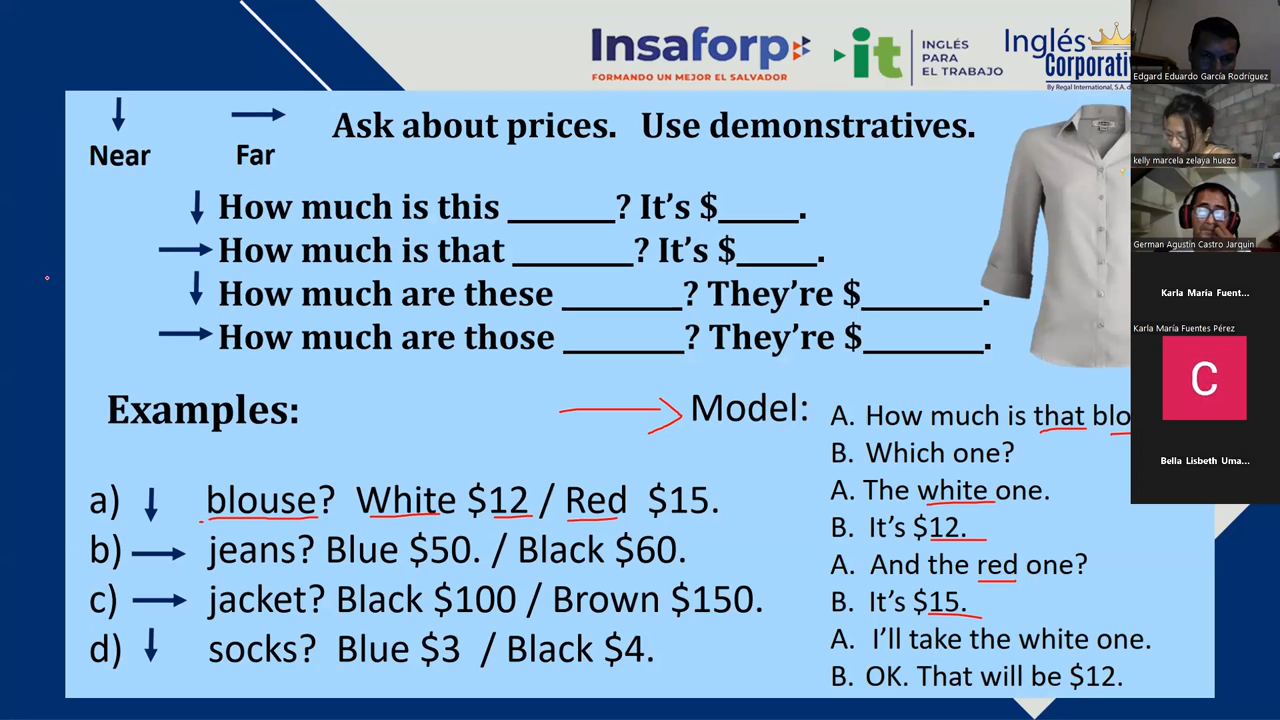 Insaforp
FORMANDO UN MEJOR EL SALVADOR
it
INGLÉS
PARA
EL TRABAJO
Inglés
By Regal International, S.A.
Near
Far
Ask about prices. Use demonstratives.
How much is this _______? It's $_____.
How much is that ________? It's $_____.
How much are these ________? They're $________.
How much are those ________? They're $________.
Examples:
a) blouse? White $12 / Red $15.
b) jeans? Blue $50. / Black $60.
c) jacket? Black $100 / Brown $150.
d) socks? Blue $3 / Black $4.
Model:
A. How much is that
B. Which one?
A. The white one.
B. It's $12.
A. And the red one?
B. It's $15.
A. I'll take the white one.
B. OK. That will be $12.
Edgard Eduardo García Rodríguez
kelly marcela zelaya huezo
German Agustin Castro Jarquin
Karla María Fuent...
Karla María Fuentes Pérez
C
Bella Lisbeth Uma...